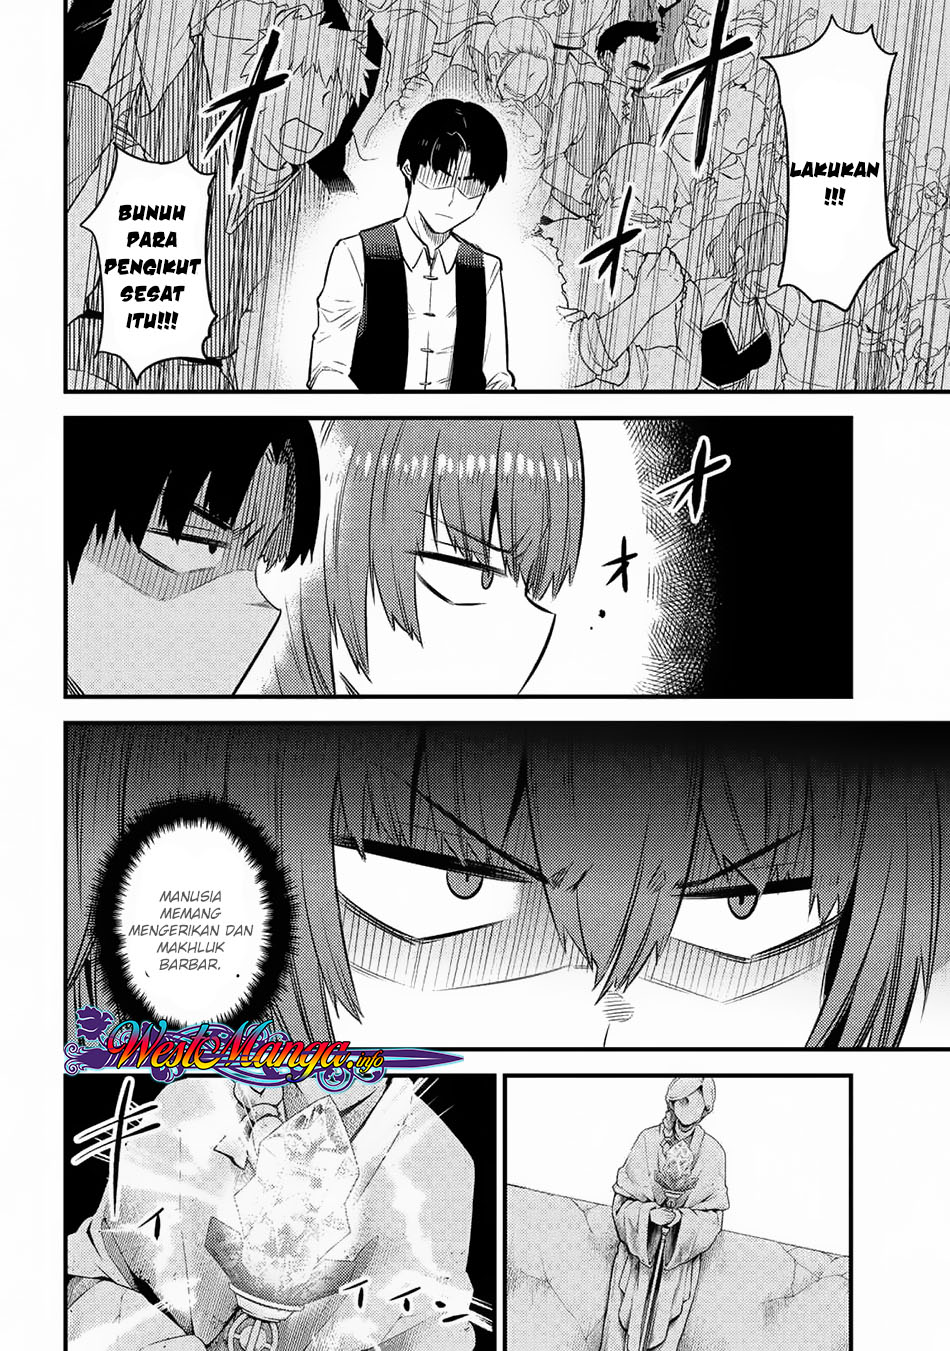 LAKUKAN
!!!
BUNUH
PARA
PENGIKUT
SESAT
ITU!!!
MANUSIA
MEMANG
MENGERIKAN DAN
MAKHLUK
BARBAR.
WestManga.info